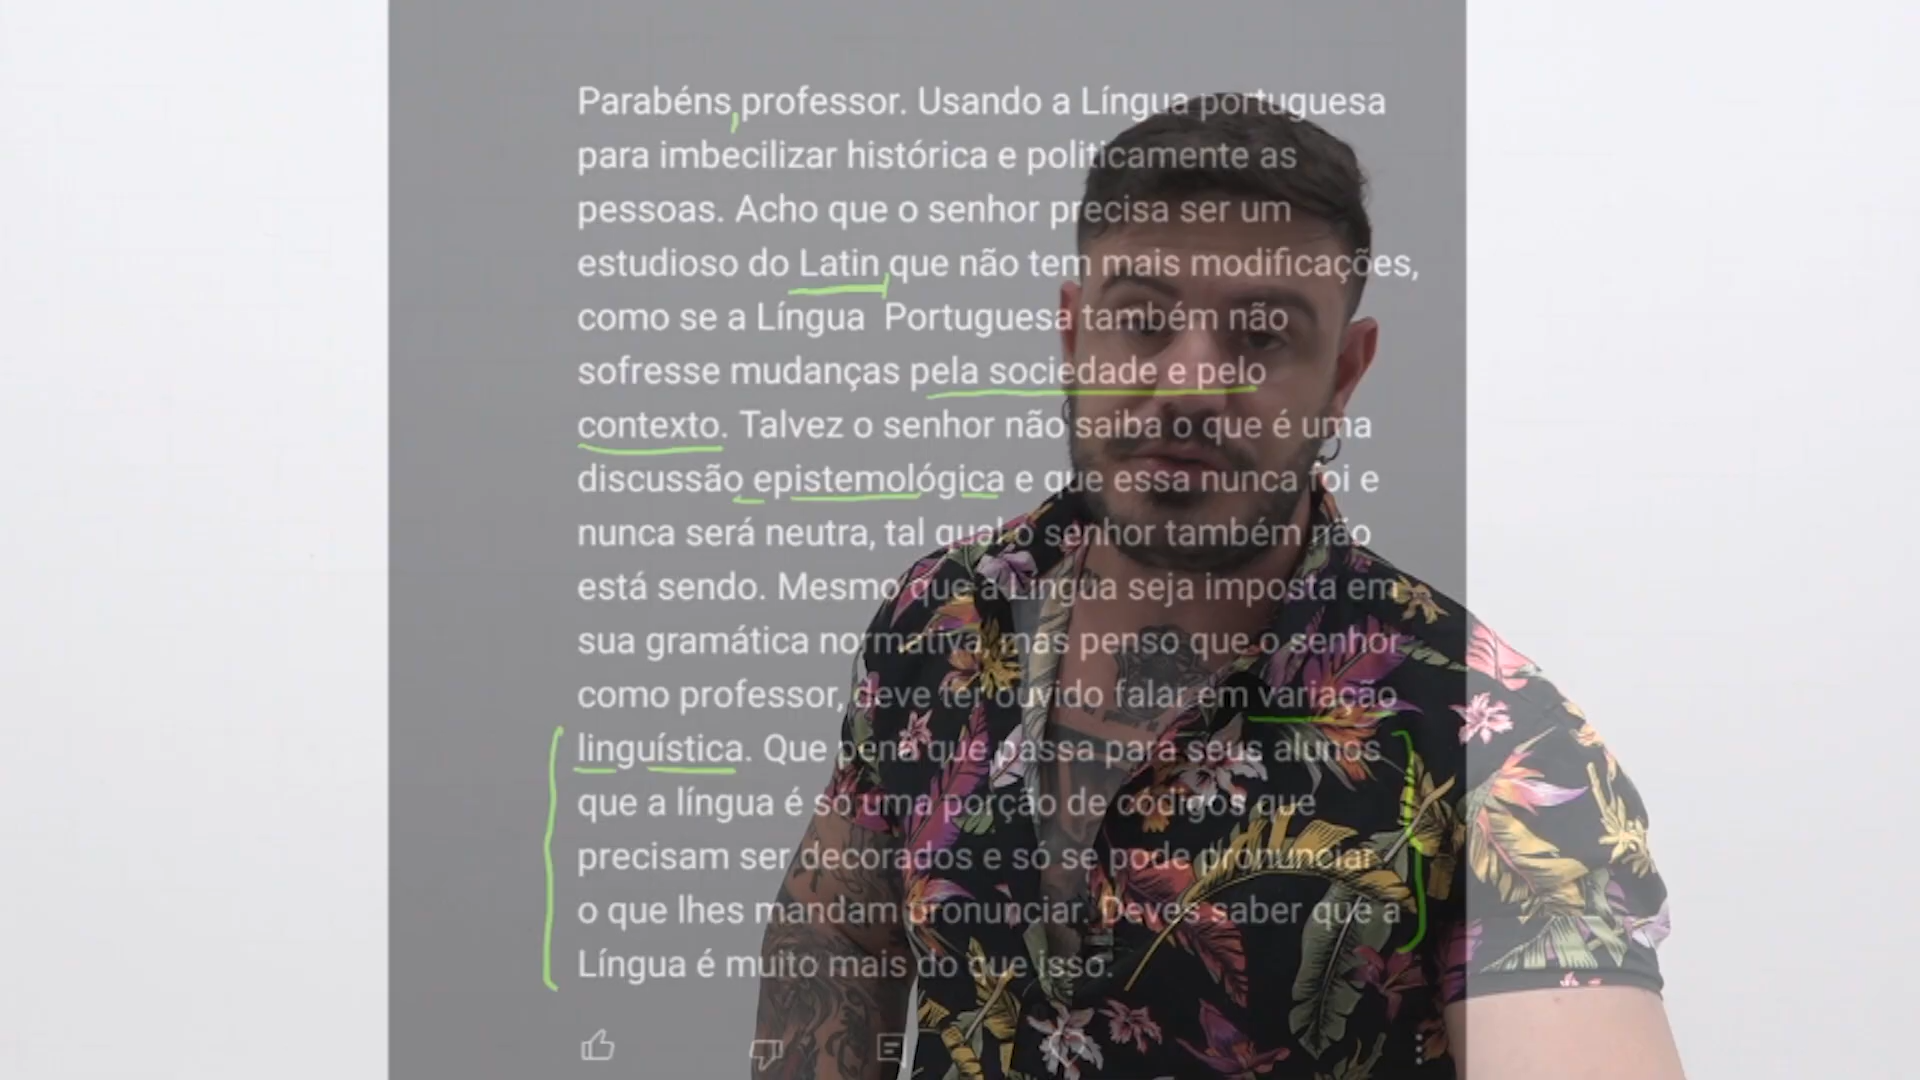 Parabéns,professor. Usando a Língua portuguesa
para imbecilizar histórica e politicamente as
pessoas. Acho que o senhor precisa ser um
estudioso do Latin que não tem mais modificações,
como se a Língua Portuguesa também não
sofresse mudanças pela sociedade e pelo
contexto. Talvez o senhor não saiba o que é uma
discussão epistemológica e que essa nunca foi e
nunca será neutra, tal qual o senhor também não
está sendo. Mesmo que a Língua seja imposta em
sua gramática normativa, mas penso que o senhor
como professor, deve ter ouvido falar em variação
linguística. Que pena que passa para seus alunos
que a língua é só uma porção de códigos que
precisam ser decorados e só se pode pronunciar
o que lhes mandam pronunciar. Deves saber que a
Língua é muito mais do que isso.